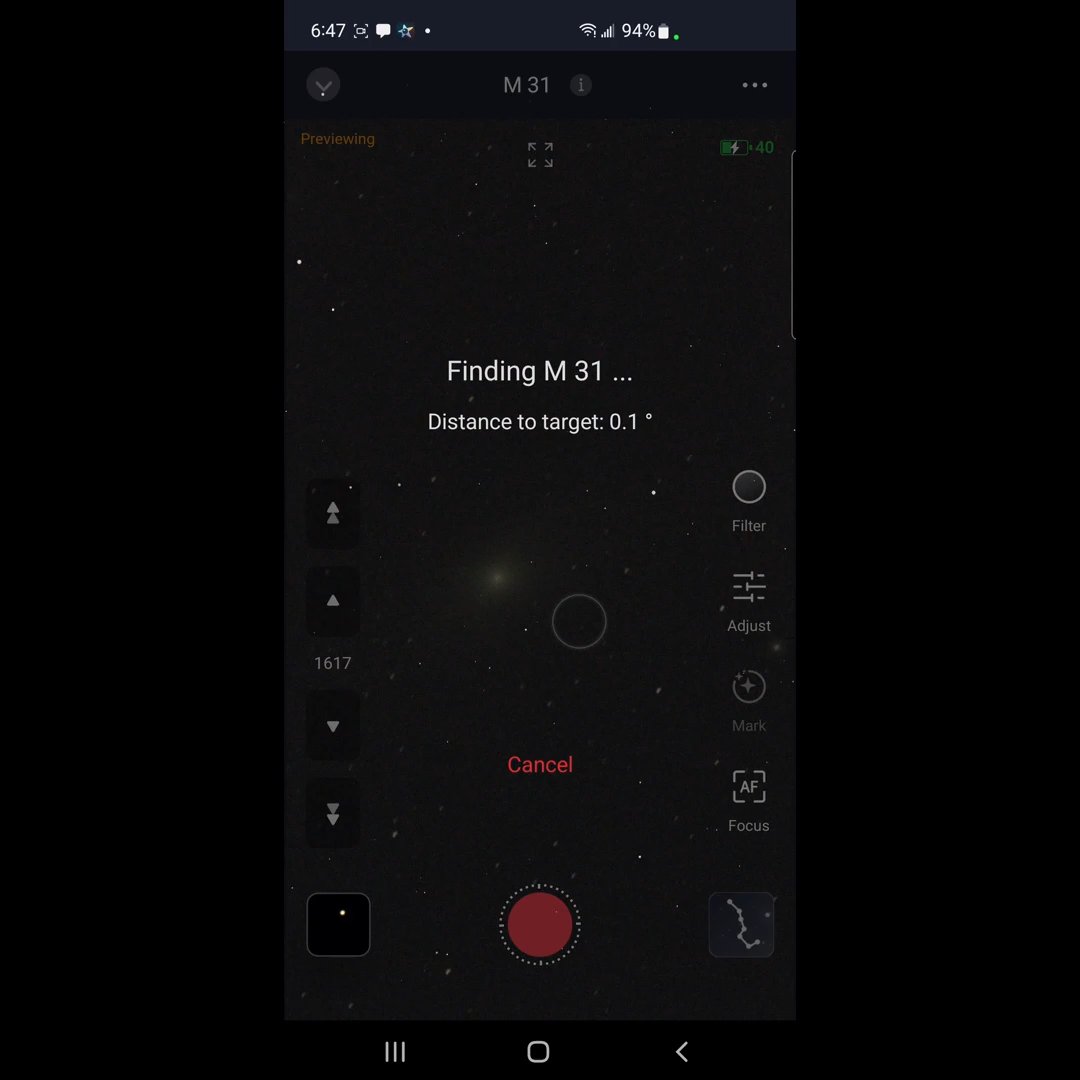 6:47 94%
M 31 i
Previewing
40
Finding M 31 ...
Distance to target: 0.1 °
Filter
Adjust
1617
Mark
Cancel
AF
Focus